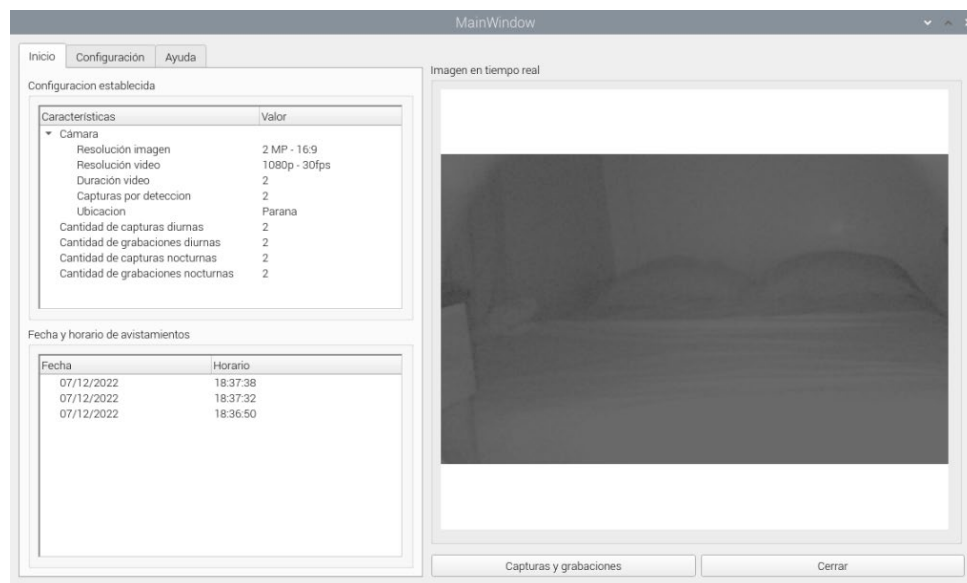 MainWindow
Inicio Configuración Ayuda
Configuracion establecida
Características Valor
Cámara
Resolución imagen 2 MP - 16:9
Resolución video 1080p - 30fps
Duración video 2
Capturas por deteccion 2
Ubicacion Parana
Cantidad de capturas diurnas 2
Cantidad de grabaciones diurnas 2
Cantidad de capturas nocturnas 2
Cantidad de grabaciones nocturnas 2
Fecha y horario de avistamientos
Fecha Horario
07/12/2022 18:37:38
07/12/2022 18:37:32
07/12/2022 18:36:50
Imagen en tiempo real
Capturas y grabaciones Cerrar